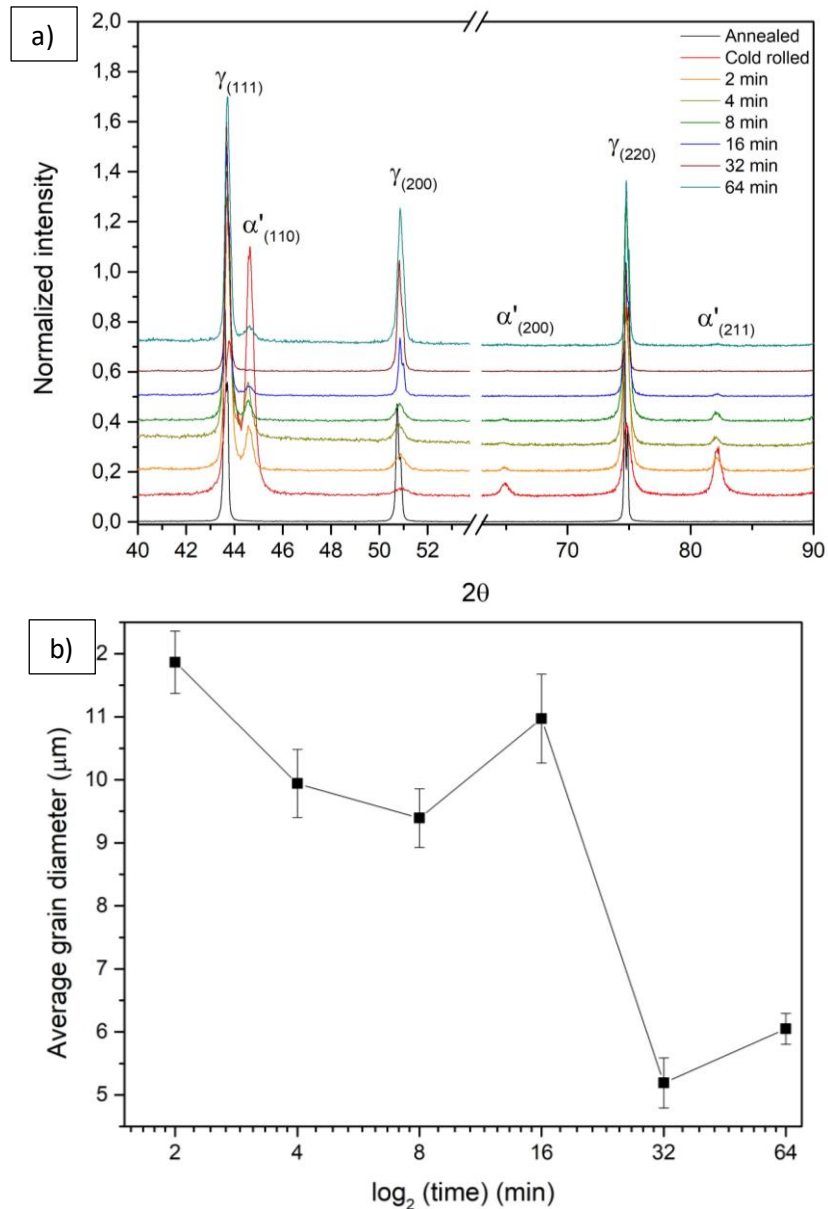 a)
2,0
1,8
1,6
1,4
1,2
1,0
0,8
0,6
0,4
0,2
0,0
Normalized intensity
γ(111)
α'(110)
γ(200)
γ(220)
α'(200)
α'(211)
Annealed
Cold rolled
2 min
4 min
8 min
16 min
32 min
64 min
40 42 44 46 48 50 52 70 80 90
2θ
b)
12
11
10
9
8
7
6
5
Average grain diameter (μm)
2 4 8 16 32 64
log2 (time) (min)